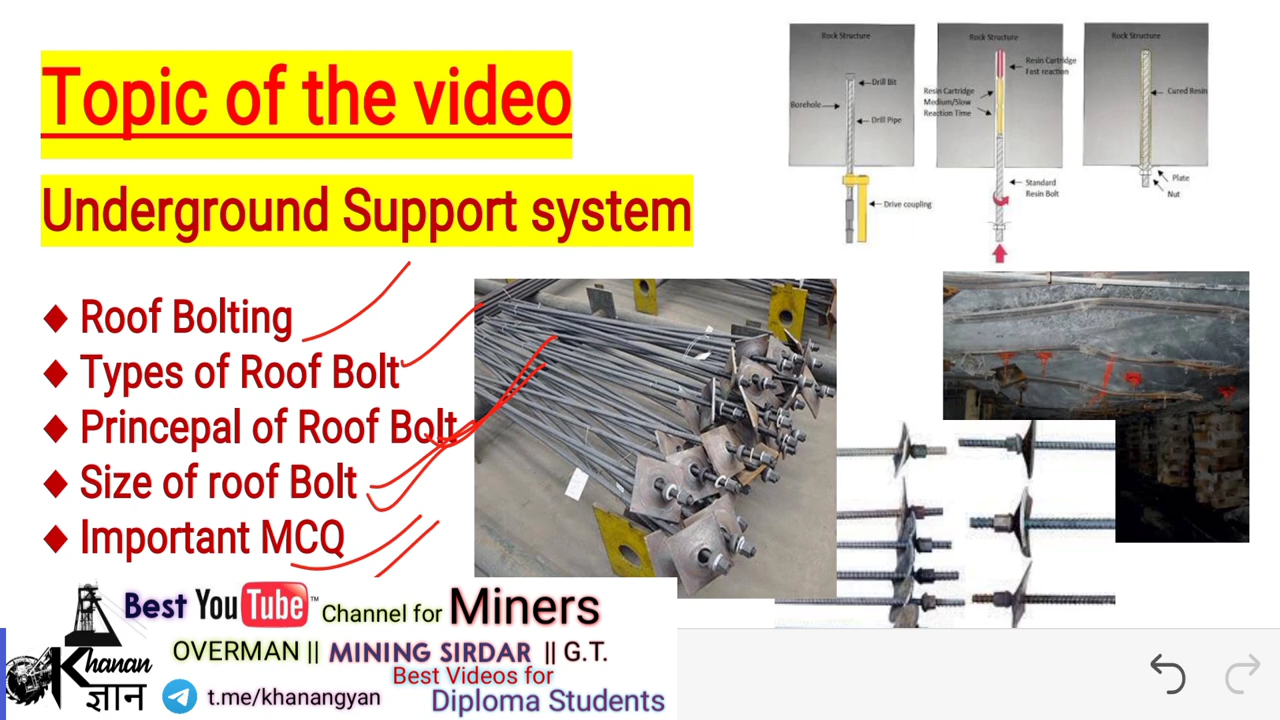 Topic of the video
Underground Support system
Roof Bolting
Types of Roof Bolt
Princepal of Roof Bolt
Size of roof Bolt
Important MCQ
Rock Structure
Drill Bit
Borehole
Drill Pipe
Drive coupling
Rock Structure
Resin Cartridge
Fast reaction
Resin Cartridge
Medium/Slow
Reaction Time
Standard
Resin Bolt
Rock Structure
Cured Resin
Plate
Nut
Best YouTube™ Channel for Miners
OVERMAN || MINING SIRDAR || G.T.
Best Videos for
Diploma Students
Khanan
ज्ञान
t.me/khanangyan